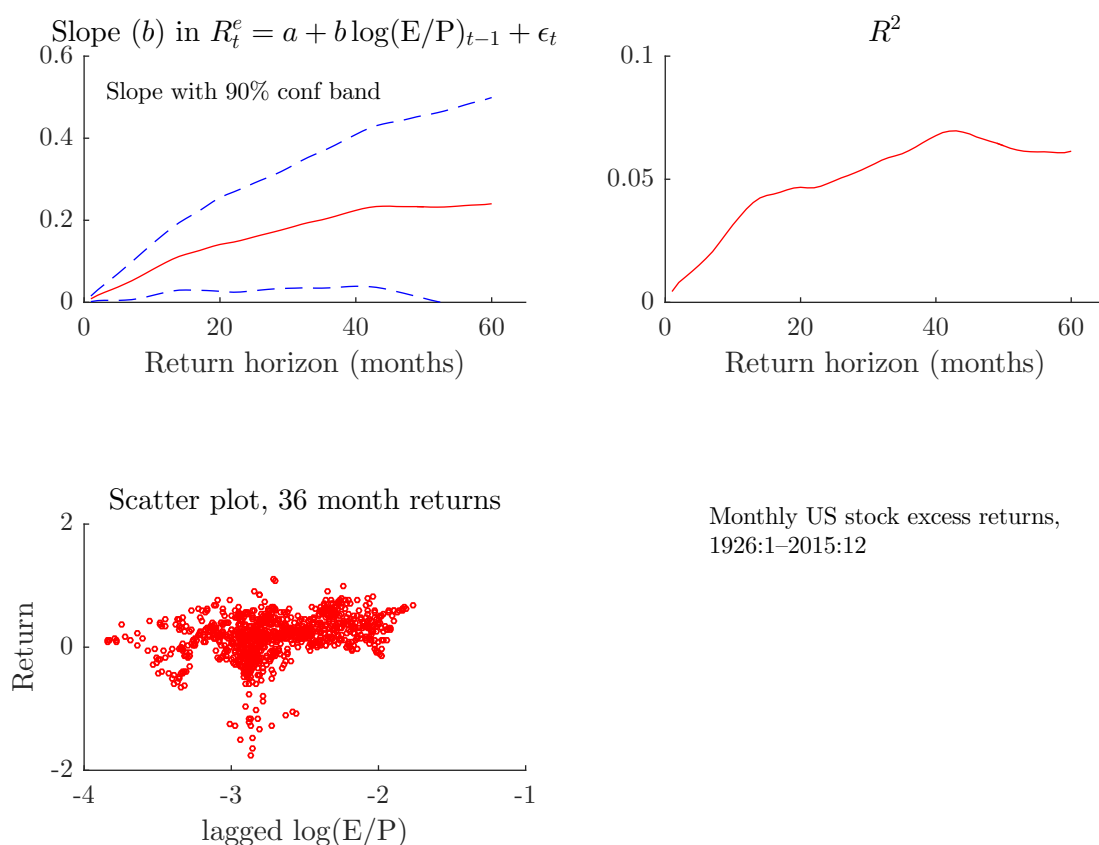 Slope (b) in R_t^e = a + b log(E/P)_{t−1} + ϵ_t
0.6
Slope with 90% conf band
0.4
0.2
0
0 20 40 60
Return horizon (months)
R^2
0.1
0.05
0
0 20 40 60
Return horizon (months)
Scatter plot, 36 month returns
2
0
-2
Return
-4 -3 -2 -1
lagged log(E/P)
Monthly US stock excess returns,
1926:1–2015:12